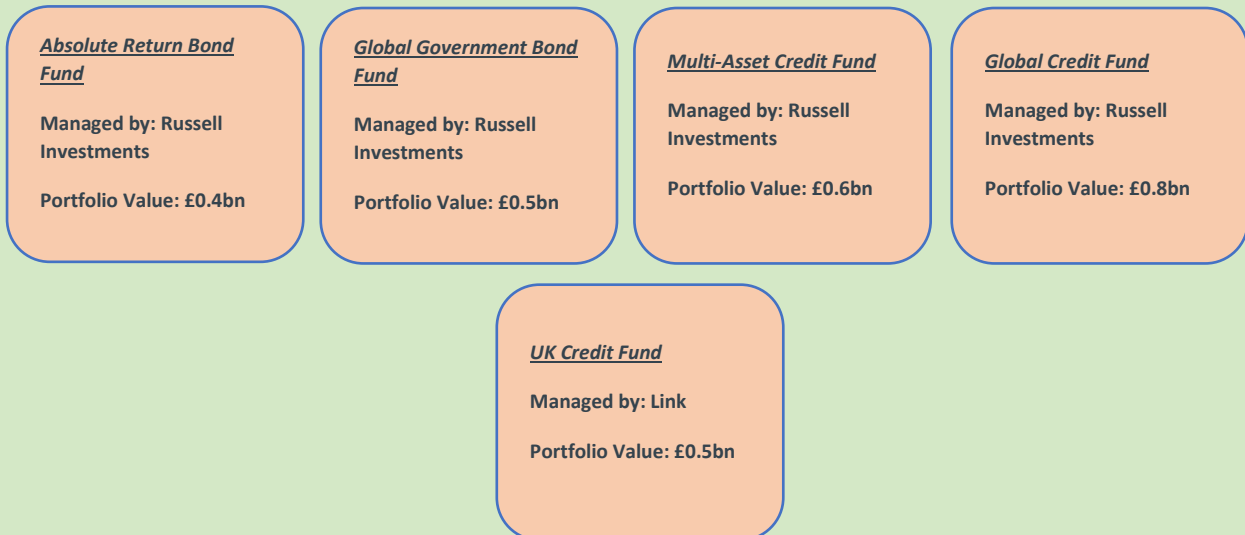 Absolute Return Bond
Fund
Managed by: Russell
Investments
Portfolio Value: £0.4bn
Global Government Bond
Fund
Managed by: Russell
Investments
Portfolio Value: £0.5bn
Multi-Asset Credit Fund
Managed by: Russell
Investments
Portfolio Value: £0.6bn
Global Credit Fund
Managed by: Russell
Investments
Portfolio Value: £0.8bn
UK Credit Fund
Managed by: Link
Portfolio Value: £0.5bn